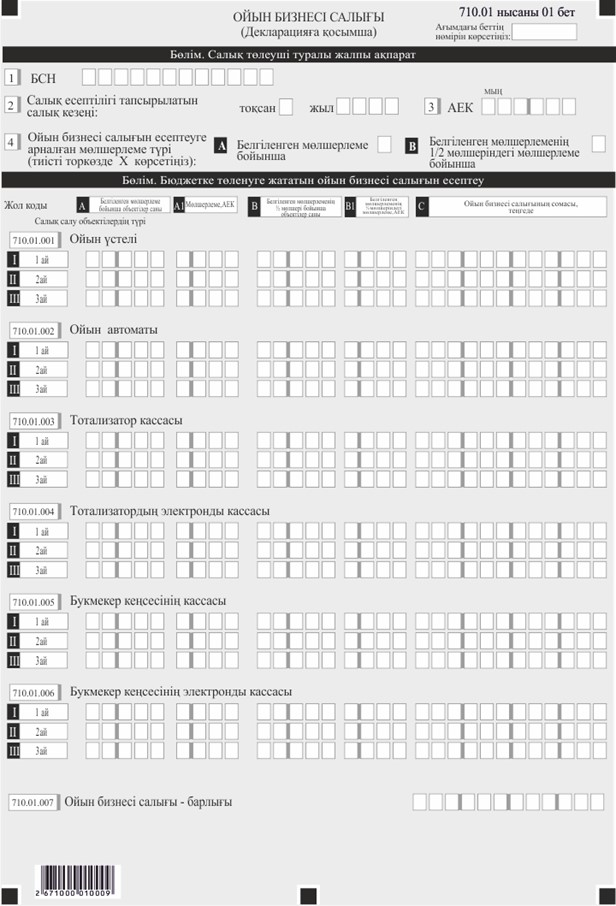 ОЙЫН БИЗНЕСІ САЛЫҒЫ
(Декларацияға қосымша)
710.01 нысаны 01 бет
Ағымдағы беттің
нөмірін көрсетіңіз:
Бөлім. Салық төлеуші туралы жалпы ақпарат
1 БСН
2 Салық есептілігі тапсырылатын
салық кезеңі:
тоқсан жыл
3 АЕК
мың
4 Ойын бизнесі салығын есептеуге
арналған мөлшерлеме түрі
(тиісті торкөзде X көрсетіңіз):
A Белгіленген мөлшерлеме
бойынша
B Белгіленген мөлшерлеменің
1/2 мөлшеріндегі мөлшерлеме
бойынша
Бөлім. Бюджетке төленуге жататын ойын бизнесі салығын есептеу
Жол коды
A Белгіленген мөлшерлеме
бойынша объектілер саны
A1 Мөлшерлеме, АЕК
B Белгіленген мөлшерлеменің
½ мөлшері бойынша
объектілер саны
B1 Белгіленген
мөлшерлеменің
½ мөлшеріндегі
мөлшерлеме, АЕК
C Ойын бизнесі салығының сомасы,
теңгеде
Салық салу объектілердің түрі
710.01.001 Ойын үстелі
I 1 ай
II 2ай
III 3ай
710.01.002 Ойын автоматы
I 1 ай
II 2ай
III 3ай
710.01.003 Тотализатор кассасы
I 1 ай
II 2ай
III 3ай
710.01.004 Тотализатордың электронды кассасы
I 1 ай
II 2ай
III 3ай
710.01.005 Букмекер кеңсесінің кассасы
I 1 ай
II 2ай
III 3ай
710.01.006 Букмекер кеңсесінің электронды кассасы
I 1 ай
II 2ай
III 3ай
710.01.007 Ойын бизнесі салығы - барлығы
2 671000 010009